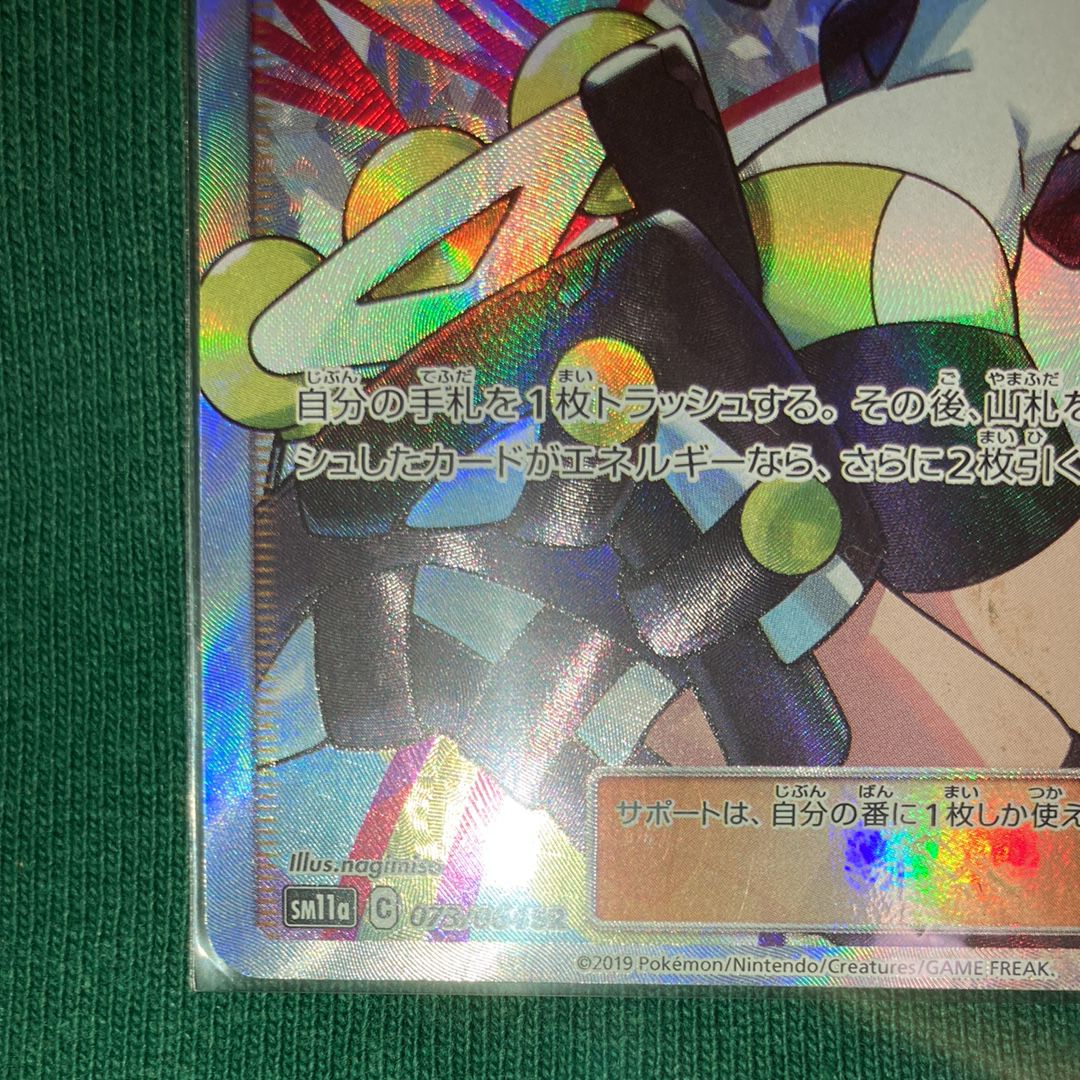 自分の手札を1枚トラッシュする。その後、山札を
シュしたカードがエネルギーなら、さらに2枚引く
サポートは、自分の番に1枚しか使え
Illus.nagimiso
SM11a C 073/064 SR
©2019 Pokémon/Nintendo/Creatures/GAME FREAK.